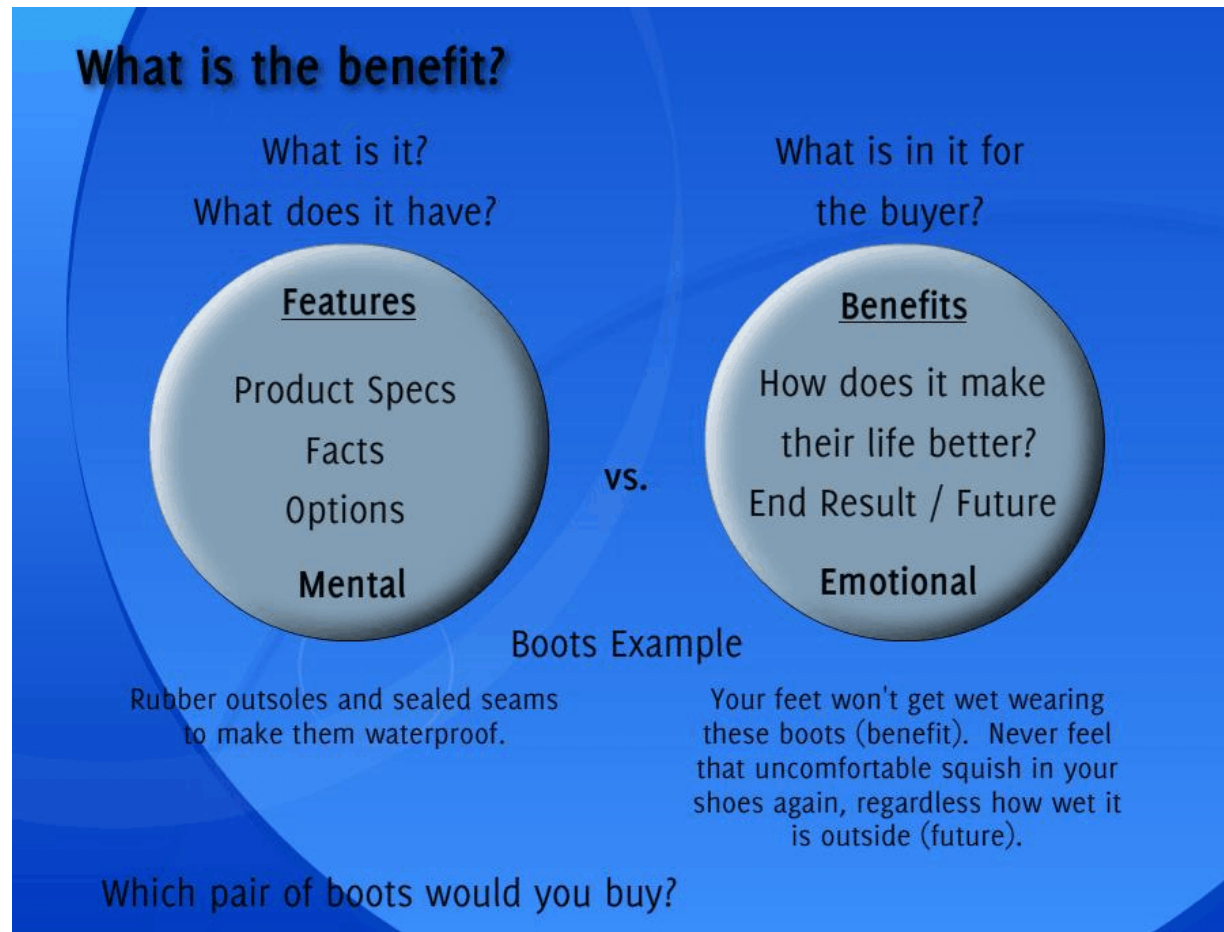 What is the benefit?
What is it?
What does it have?
Features
Product Specs
Facts
Options
Mental
vs.
What is in it for
the buyer?
Benefits
How does it make
their life better?
End Result / Future
Emotional
Boots Example
Rubber outsoles and sealed seams
to make them waterproof.
Your feet won't get wet wearing
these boots (benefit). Never feel
that uncomfortable squish in your
shoes again, regardless how wet it
is outside (future).
Which pair of boots would you buy?